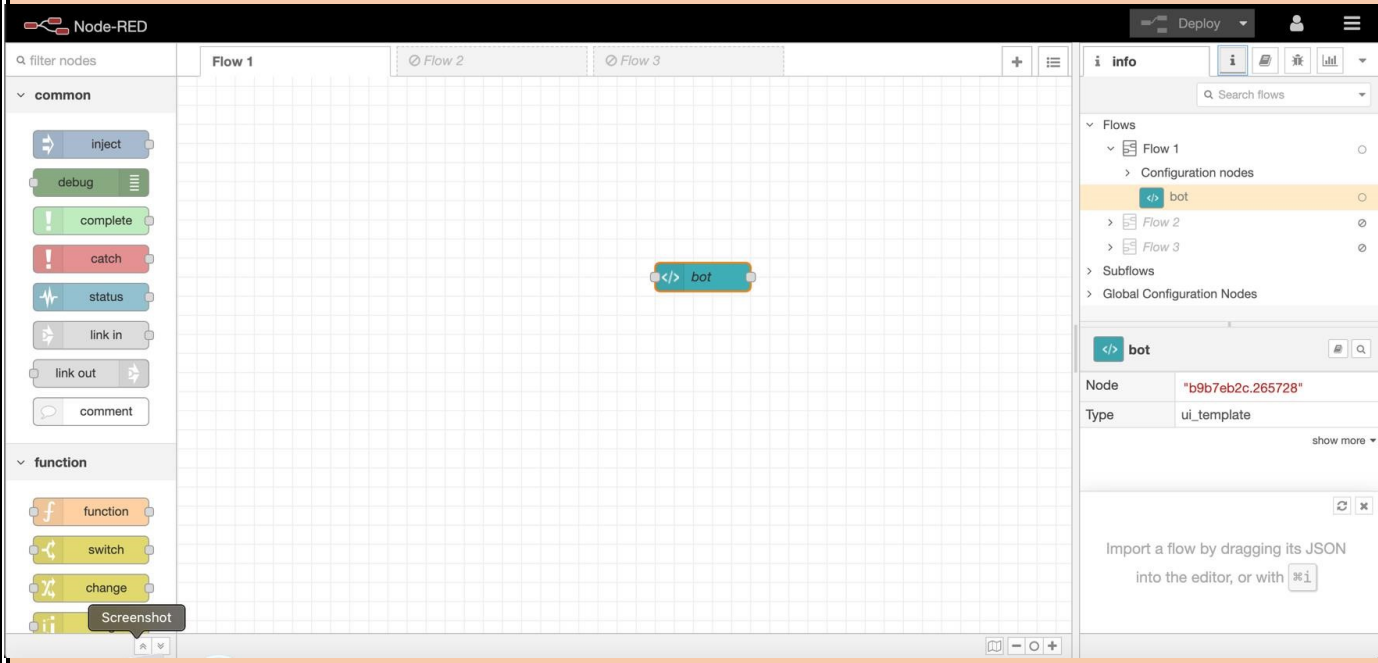 Node-RED
Deploy
filter nodes
Flow 1
Flow 2
Flow 3
i info
i
Search flows
common
inject
debug
complete
catch
status
link in
link out
comment
function
function
switch
change
Screenshot
bot
Flows
Flow 1
Configuration nodes
bot
Flow 2
Flow 3
Subflows
Global Configuration Nodes
bot
Node "b9b7eb2c.265728"
Type ui_template
show more
Import a flow by dragging its JSON
into the editor, or with ⌘i